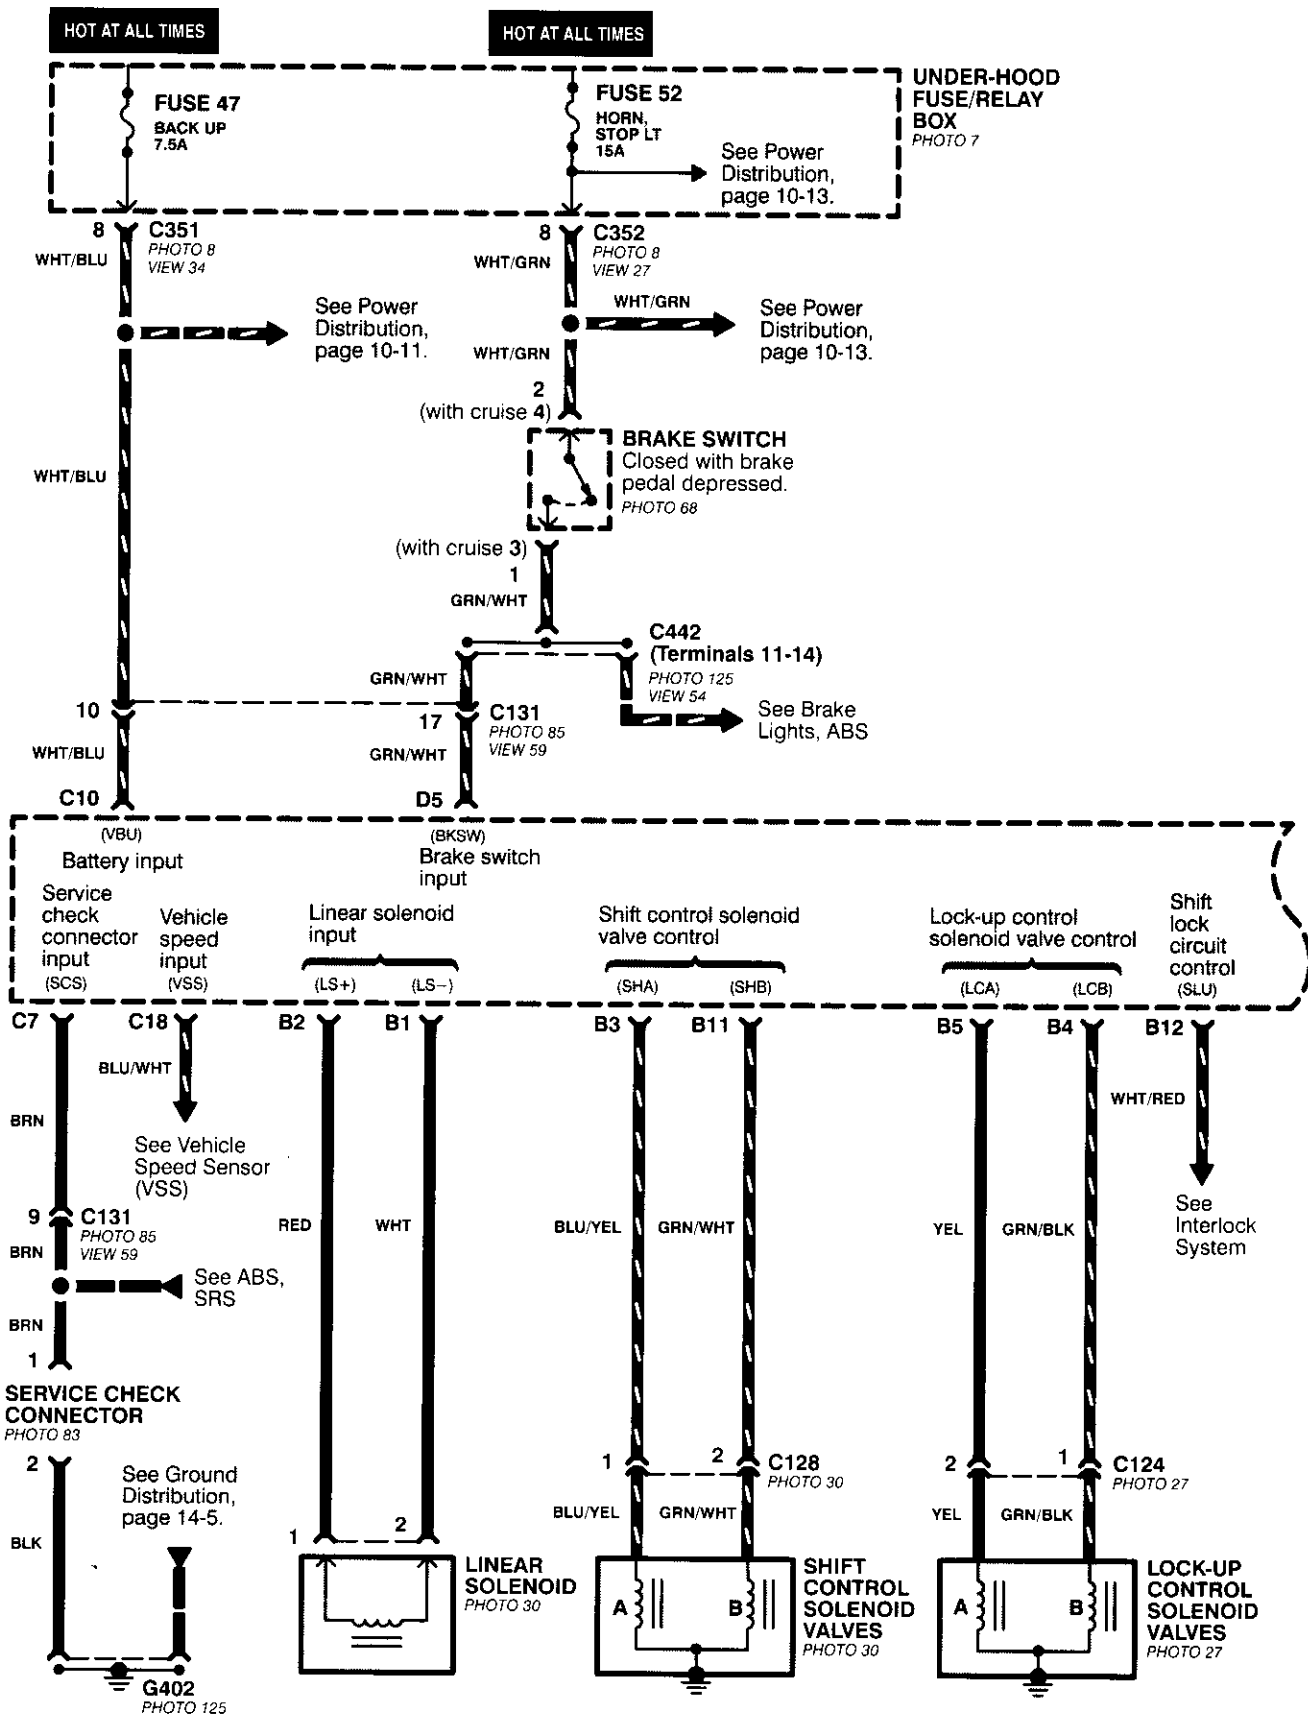 HOT AT ALL TIMES
HOT AT ALL TIMES
FUSE 47
BACK UP
7.5A
FUSE 52
HORN,
STOP LT
15A
See Power
Distribution,
page 10-13.
UNDER-HOOD
FUSE/RELAY
BOX
PHOTO 7
8
C351
PHOTO 8
VIEW 34
WHT/BLU
8
C352
PHOTO 8
VIEW 27
WHT/GRN
See Power
Distribution,
page 10-11.
WHT/GRN
See Power
Distribution,
page 10-13.
WHT/GRN
2
(with cruise 4)
BRAKE SWITCH
Closed with brake
pedal depressed.
PHOTO 68
WHT/BLU
(with cruise 3)
1
GRN/WHT
C442
(Terminals 11-14)
PHOTO 125
VIEW 54
GRN/WHT
See Brake
Lights, ABS
10
17
C131
PHOTO 85
VIEW 59
WHT/BLU
GRN/WHT
C10
D5
(VBU)
Battery input
(BKSW)
Brake switch
input
Service
check
connector
input
(SCS)
Vehicle
speed
input
(VSS)
Linear solenoid
input
(LS+)
(LS−)
Shift control solenoid
valve control
(SHA)
(SHB)
Lock-up control
solenoid valve control
(LCA)
(LCB)
Shift
lock
circuit
control
(SLU)
C7
C18
B2
B1
B3
B11
B5
B4
B12
BLU/WHT
BRN
WHT/RED
See Vehicle
Speed Sensor
(VSS)
9
C131
PHOTO 85
VIEW 59
RED
WHT
BLU/YEL
GRN/WHT
YEL
GRN/BLK
See
Interlock
System
BRN
See ABS,
SRS
BRN
1
SERVICE CHECK
CONNECTOR
PHOTO 83
2
See Ground
Distribution,
page 14-5.
BLK
1
2
C128
PHOTO 30
2
1
C124
PHOTO 27
BLU/YEL
GRN/WHT
YEL
GRN/BLK
1
2
LINEAR
SOLENOID
PHOTO 30
A
B
SHIFT
CONTROL
SOLENOID
VALVES
PHOTO 30
A
B
LOCK-UP
CONTROL
SOLENOID
VALVES
PHOTO 27
G402
PHOTO 125